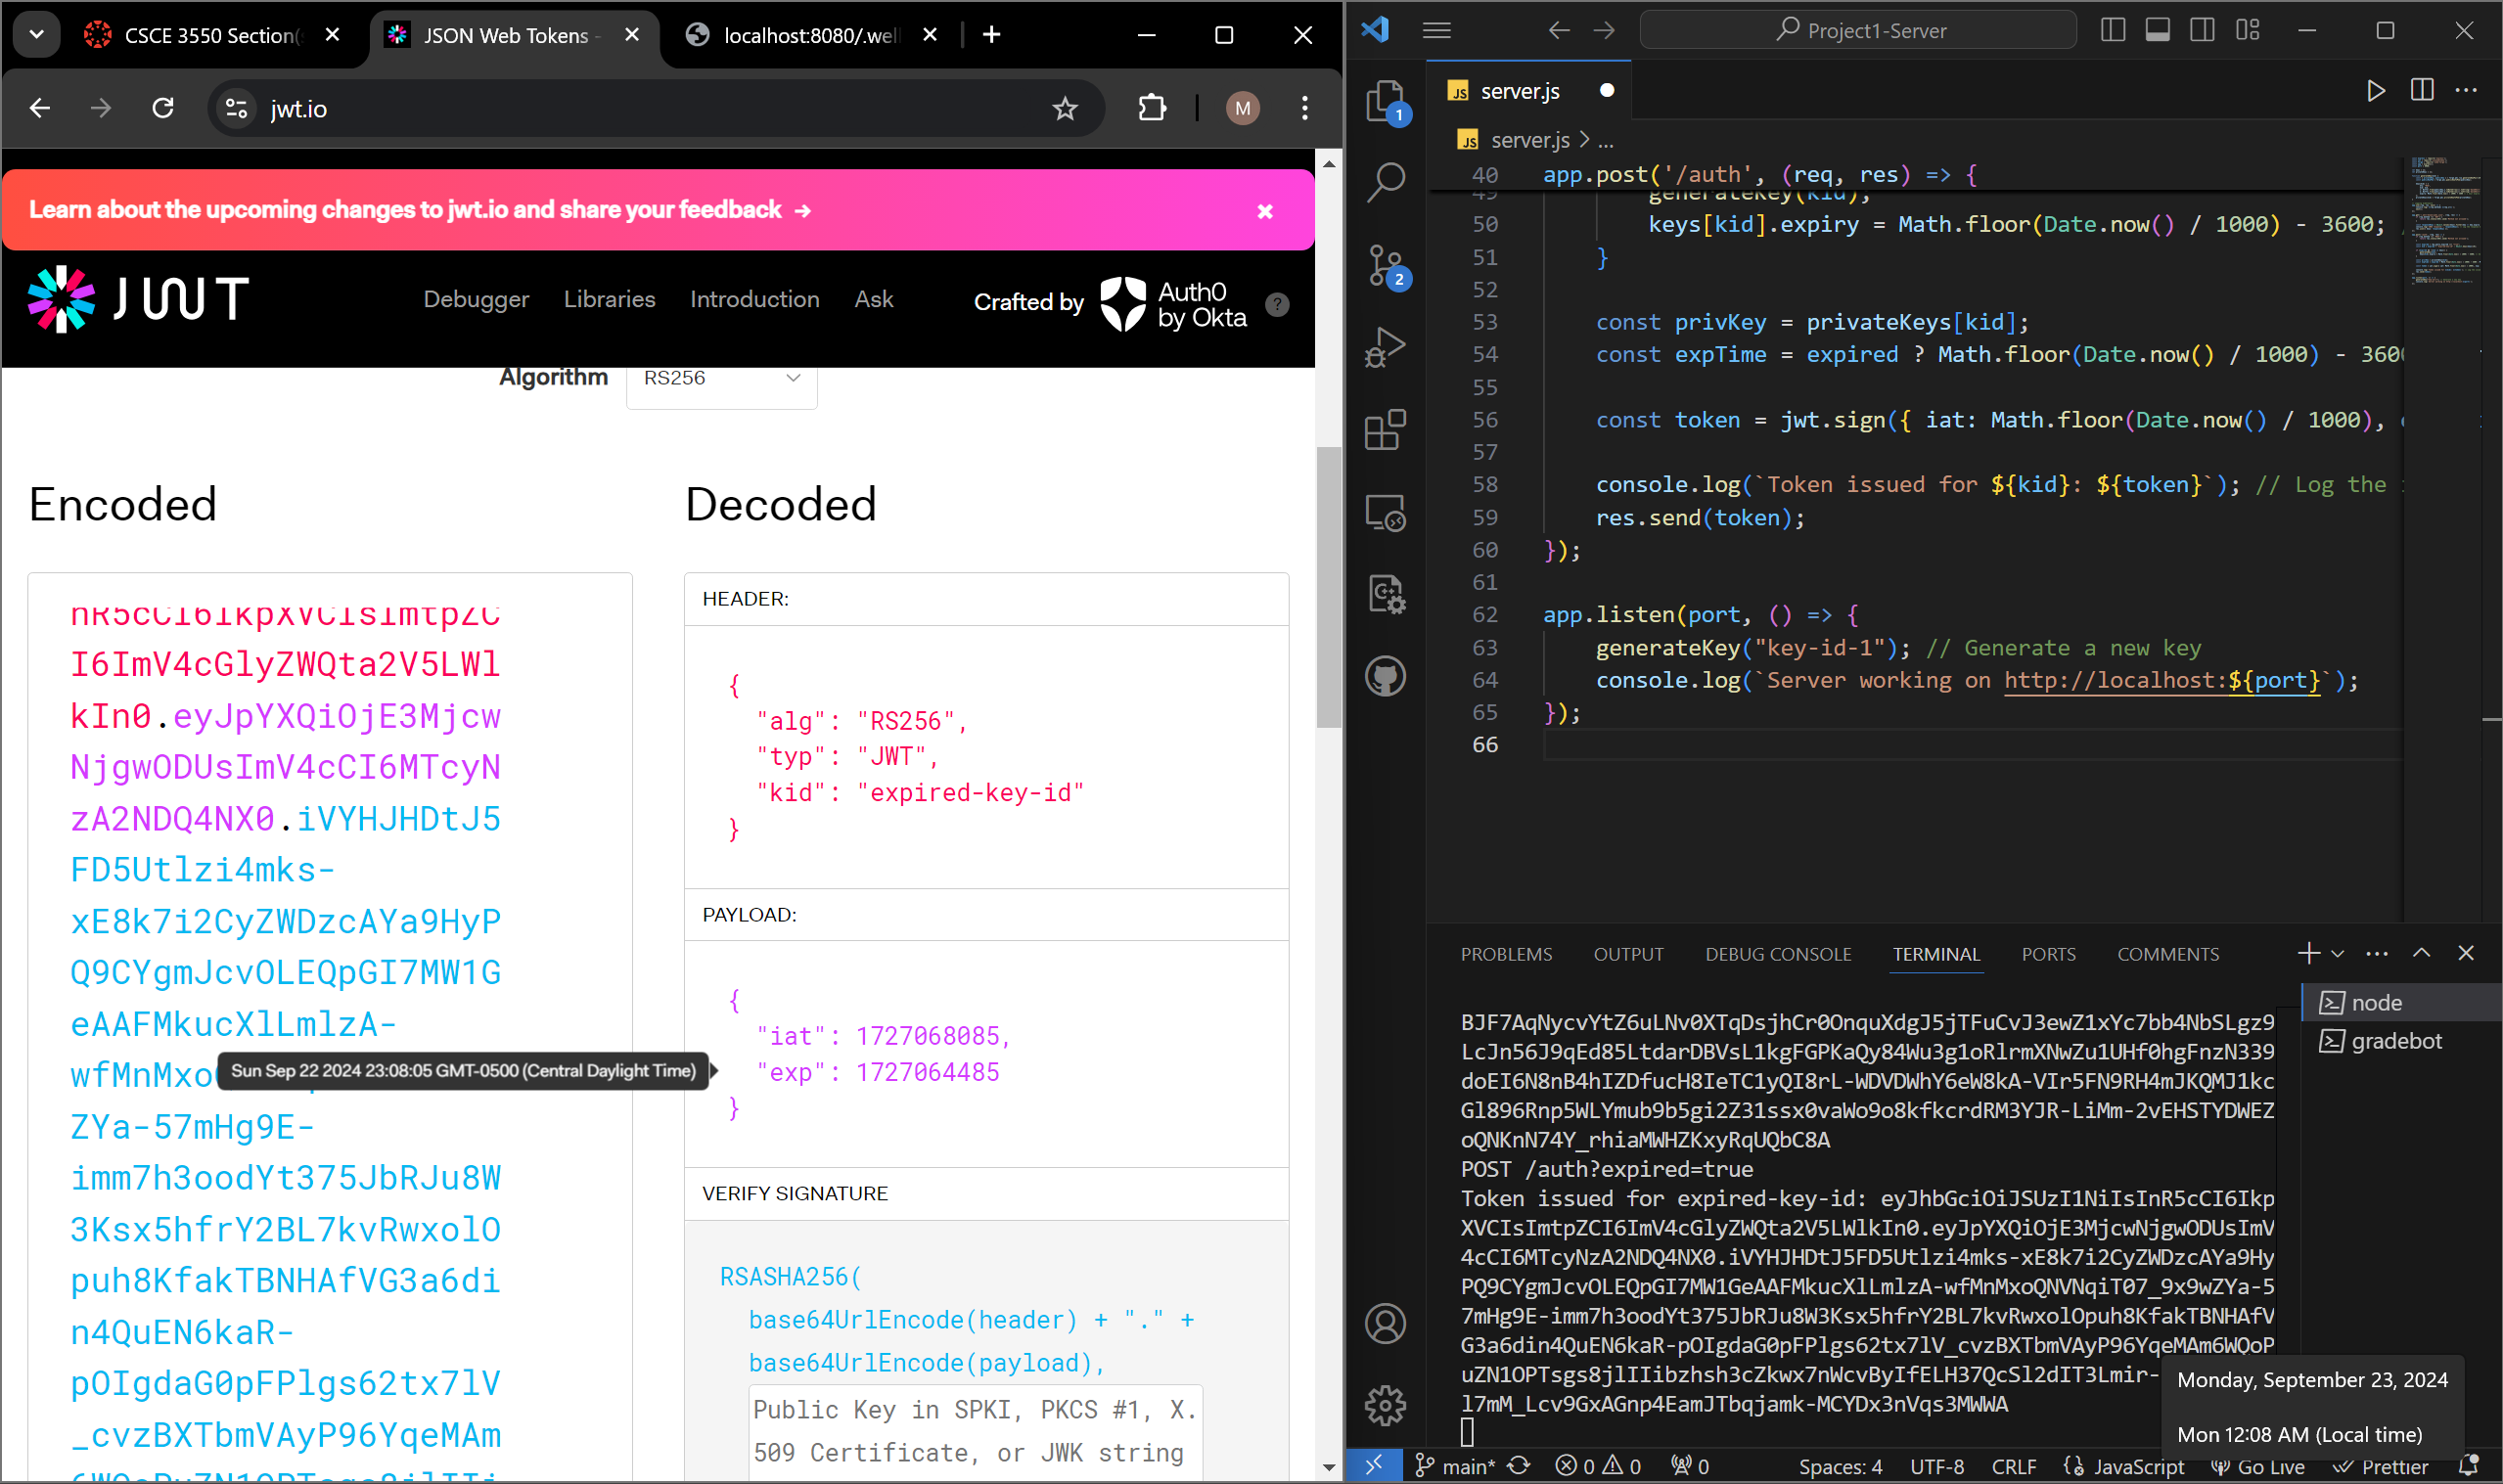 CSCE 3550 Section(
JSON Web Tokens -
localhost:8080/.well
jwt.io
M
Learn about the upcoming changes to jwt.io and share your feedback →
JWT
Debugger
Libraries
Introduction
Ask
Crafted by
Auth0
by Okta
?
Algorithm
RS256
Encoded
nR5cCI6IkpXVCIsImtpZC
I6ImV4cGlyZWQta2V5LWl
kIn0.eyJpYXQiOjE3Mjcw
NjgwODUsImV4cCI6MTcyN
zA2NDQ4NX0.iVYHJHDtJ5
FD5Utlzi4mks-
xE8k7i2CyZWDzcAYa9HyP
Q9CYgmJcvOLEQpGI7MW1G
eAAFMkucXlLmlzA-
wfMnMxo
Sun Sep 22 2024 23:08:05 GMT-0500 (Central Daylight Time)
ZYa-57mHg9E-
imm7h3oodYt375JbRJu8W
3Ksx5hfrY2BL7kvRwxolO
puh8KfakTBNHAfVG3a6di
n4QuEN6kaR-
pOIgdaG0pFPlgs62tx7lV
_cvzBXTbmVAyP96YqeMAm
Decoded
HEADER:
{
"alg": "RS256",
"typ": "JWT",
"kid": "expired-key-id"
}
PAYLOAD:
{
"iat": 1727068085,
"exp": 1727064485
}
VERIFY SIGNATURE
RSASHA256(
base64UrlEncode(header) + "." +
base64UrlEncode(payload),
Public Key in SPKI, PKCS #1, X.
509 Certificate, or JWK string
Project1-Server
JS server.js
JS server.js > ...
1
2
40 app.post('/auth', (req, res) => {
49 generateKey(kid);
50 keys[kid].expiry = Math.floor(Date.now() / 1000) - 3600; /
51 }
52
53 const privKey = privateKeys[kid];
54 const expTime = expired ? Math.floor(Date.now() / 1000) - 360
55
56 const token = jwt.sign({ iat: Math.floor(Date.now() / 1000),
57
58 console.log(`Token issued for ${kid}: ${token}`); // Log the
59 res.send(token);
60 });
61
62 app.listen(port, () => {
63 generateKey("key-id-1"); // Generate a new key
64 console.log(`Server working on http://localhost:${port}`);
65 });
66
PROBLEMS
OUTPUT
DEBUG CONSOLE
TERMINAL
PORTS
COMMENTS
node
gradebot
BJF7AqNycvYtZ6uLNv0XTqDsjhCr0OnquXdgJ5jTFuCvJ3ewZ1xYc7bb4NbSLgz9
LcJn56J9qEd85LtdarDBVsL1kgFGPKaQy84Wu3g1oRlrmXNwZu1UHf0hgFnzN339
doEI6N8nB4hIZDfucH8IeTC1yQI8rL-WDVDWhY6eW8kA-VIr5FN9RH4mJKQMJ1kc
Gl896Rnp5WLYmub9b5gi2Z31ssx0vaWo9o8kfkcrdRM3YJR-LiMm-2vEHSTYDWEZ
oQNKnN74Y_rhiaMWHZKxyRqUQbC8A
POST /auth?expired=true
Token issued for expired-key-id: eyJhbGciOiJSUzI1NiIsInR5cCI6Ikp
XVCIsImtpZCI6ImV4cGlyZWQta2V5LWlkIn0.eyJpYXQiOjE3MjcwNjgwODUsImV
4cCI6MTcyNzA2NDQ4NX0.iVYHJHDtJ5FD5Utlzi4mks-xE8k7i2CyZWDzcAYa9Hy
PQ9CYgmJcvOLEQpGI7MW1GeAAFMkucXlLmlzA-wfMnMxoQNVNqiT07_9x9wZYa-5
7mHg9E-imm7h3oodYt375JbRJu8W3Ksx5hfrY2BL7kvRwxolOpuh8KfakTBNHAfV
G3a6din4QuEN6kaR-pOIgdaG0pFPlgs62tx7lV_cvzBXTbmVAyP96YqeMAm6WQoP
uZN1OPTsgs8jlIIibzhsh3cZkwx7nWcvByIfELH37QcSl2dIT3Lmir-
l7mM_Lcv9GxAGnp4EamJTbqjamk-MCYDx3nVqs3MWWA
Monday, September 23, 2024
Mon 12:08 AM (Local time)
main*
0
0
0
Spaces: 4
UTF-8
CRLF
JavaScript
Go Live
Prettier